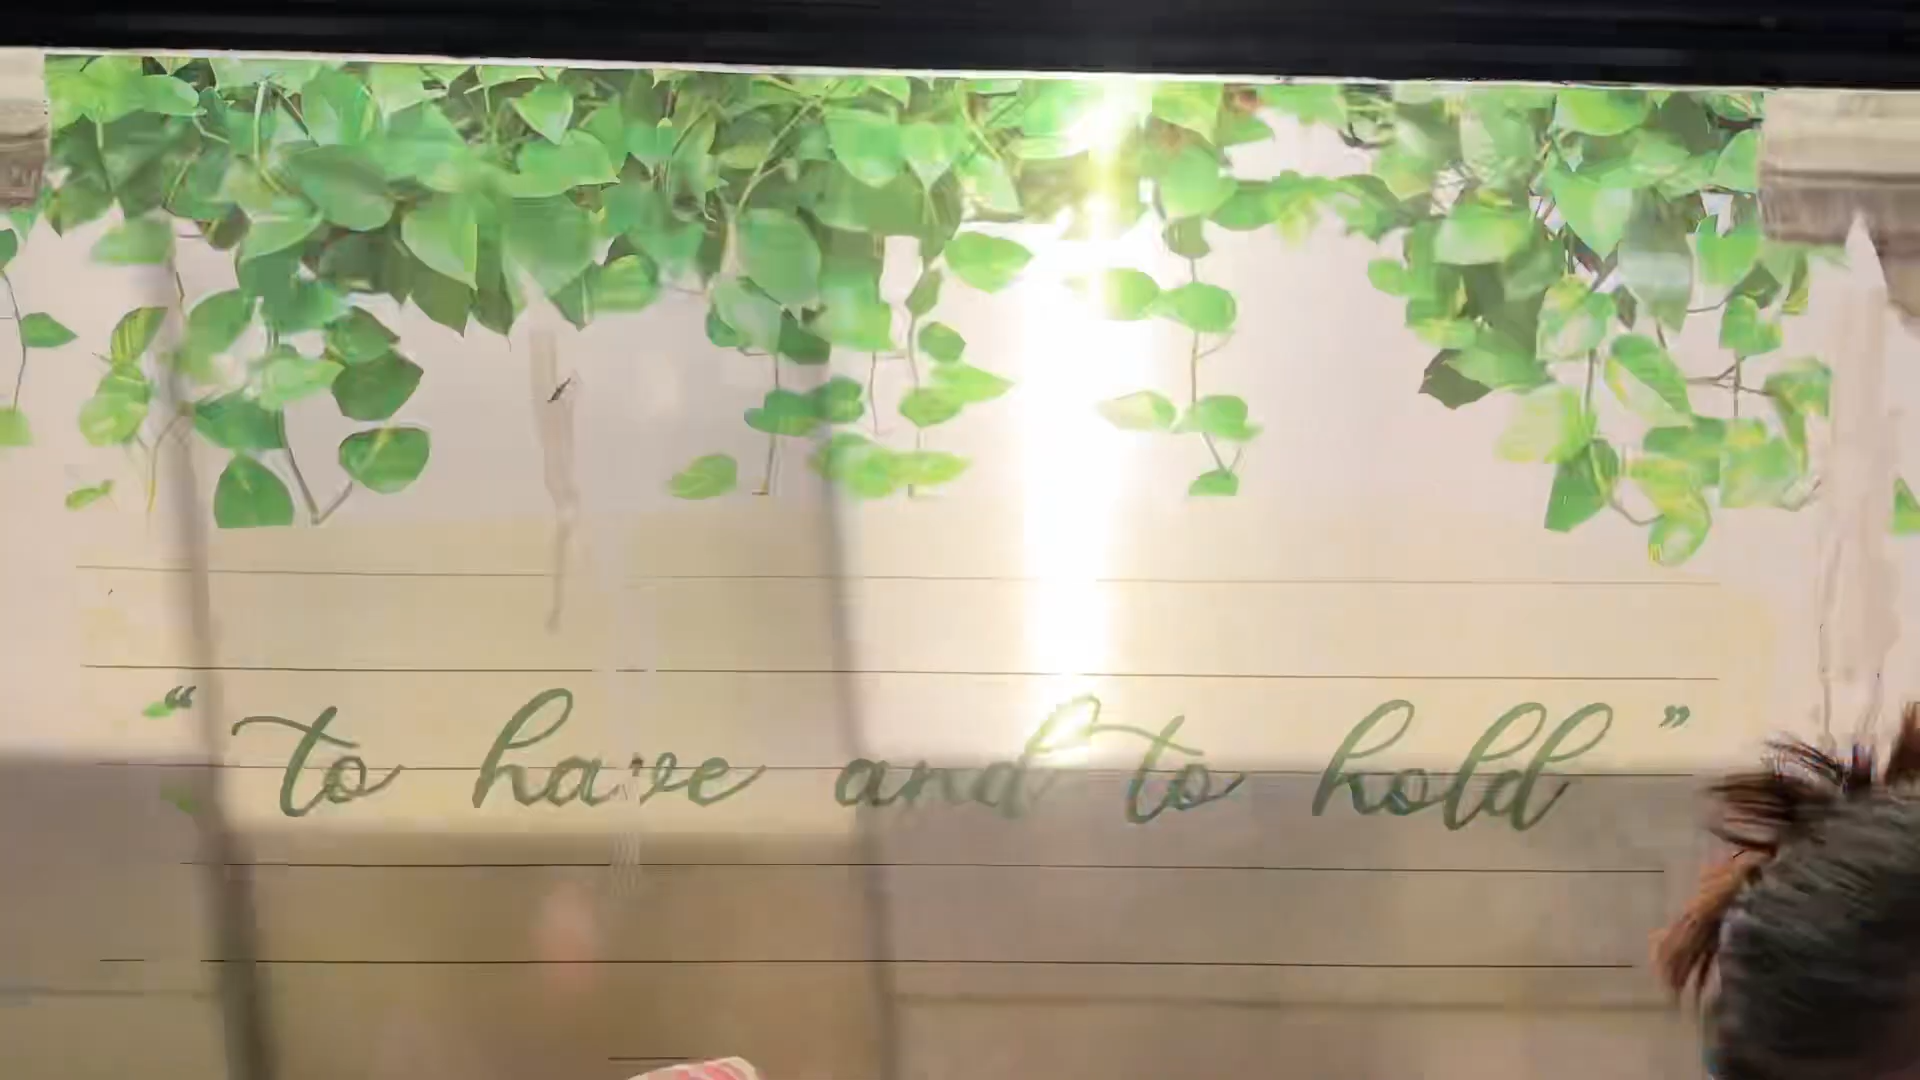 “ to have and to hold ”